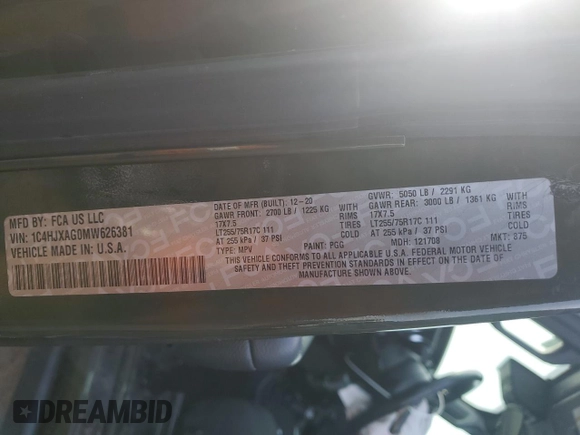 MFD BY: FCA US LLC
VIN: 1C4HJXAG0MW626381
VEHICLE MADE IN: U.S.A.
DATE OF MFR (BUILT): 12-20
GAWR FRONT: 2700 LB / 1225 KG WITH
17X7.5 RIMS
LT255/75R17C 111 TIRES
AT 255 kPa / 37 PSI COLD
TYPE: MPV PAINT: PGG
GVWR: 5050 LB / 2291 KG
GAWR REAR: 3000 LB / 1361 KG WITH
17X7.5 RIMS
LT255/75R17C 111 TIRES
AT 255 kPa / 37 PSI COLD
MDH: 121708 MKT: 878
THIS VEHICLE CONFORMS TO ALL APPLICABLE U.S.A. FEDERAL MOTOR VEHICLE
SAFETY AND THEFT PREVENTION STANDARDS IN EFFECT ON THE DATE OF
MANUFACTURE SHOWN ABOVE.
DREAMBID